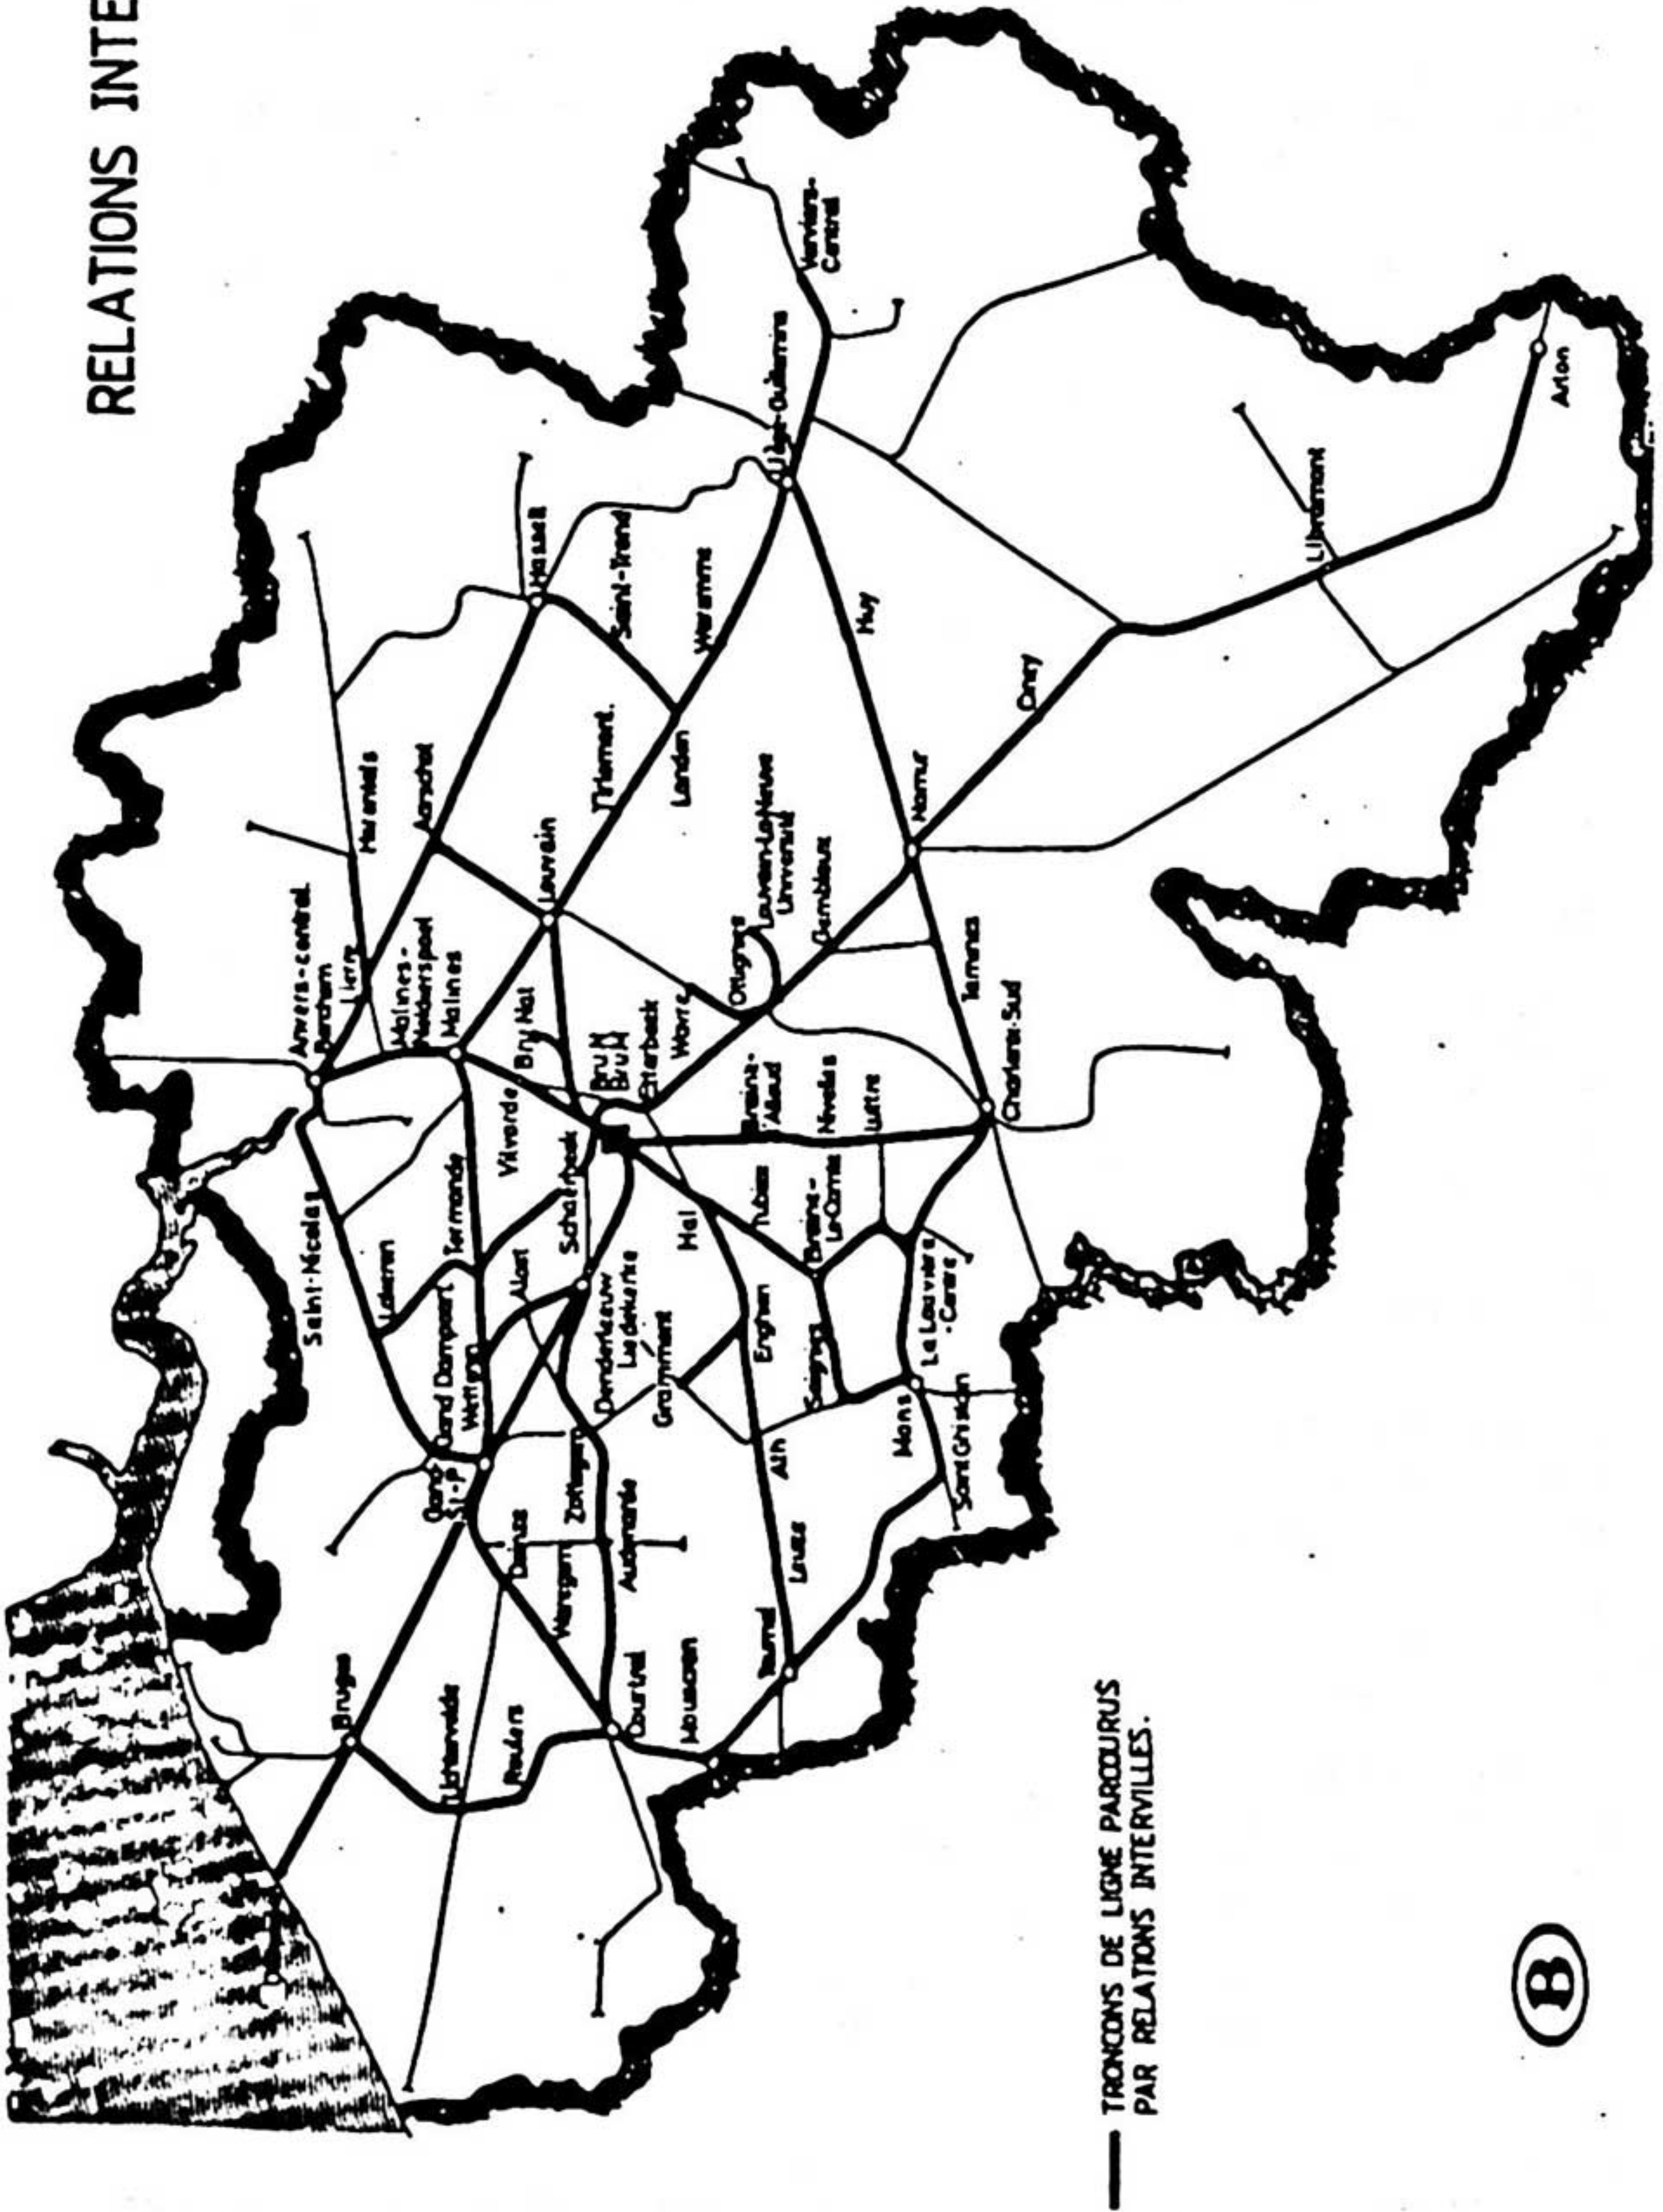 RELATIONS INTE
Anvers-central.
Berchem
Lierre
Herentals
Malines-
Nekkerspoel
Malines
Aarschot
Hasselt
Saint-Nicolas
Lokeren
Termonde
Vilvorde
Bru Nat
Louvain
Saint-Trond
Bruges
Gand Dampoort
Wetteren
Gand
St-P
Alost
Schaerbeek
Etterbeek
Tirlemont.
Landen
Waremme
Liège-Guillemins
Verviers-
Central
Lichtervelde
Roulers
Deinze
Waregem
Zottegem
Audenarde
Denderleeuw
Liedekerke
Grammont
Hal
Wavre
Ottignies
Louvain-La-Neuve
Université
Gembloux
Courtrai
Mouscron
Tournai
Leuze
Ath
Enghien
Tubize
Braine-
l'Alleud
Nivelles
Luttre
Braine-
Le-Comte
Soignies
Mons
Saint Ghislain
La Louvière
-Centre
Charleroi-Sud
Tamines
Namur
Huy
Ciney
Libramont
Arlon
TRONCONS DE LIGNE PARCOURUS
PAR RELATIONS INTERVILLES.
B